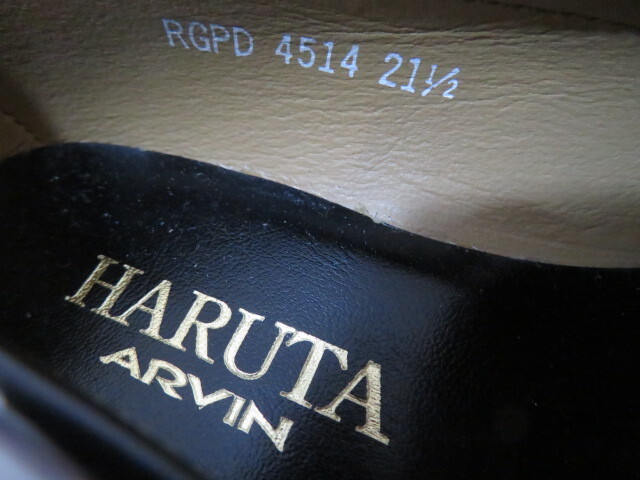 RGPD 4514 21½
HARUTA
ARVIN